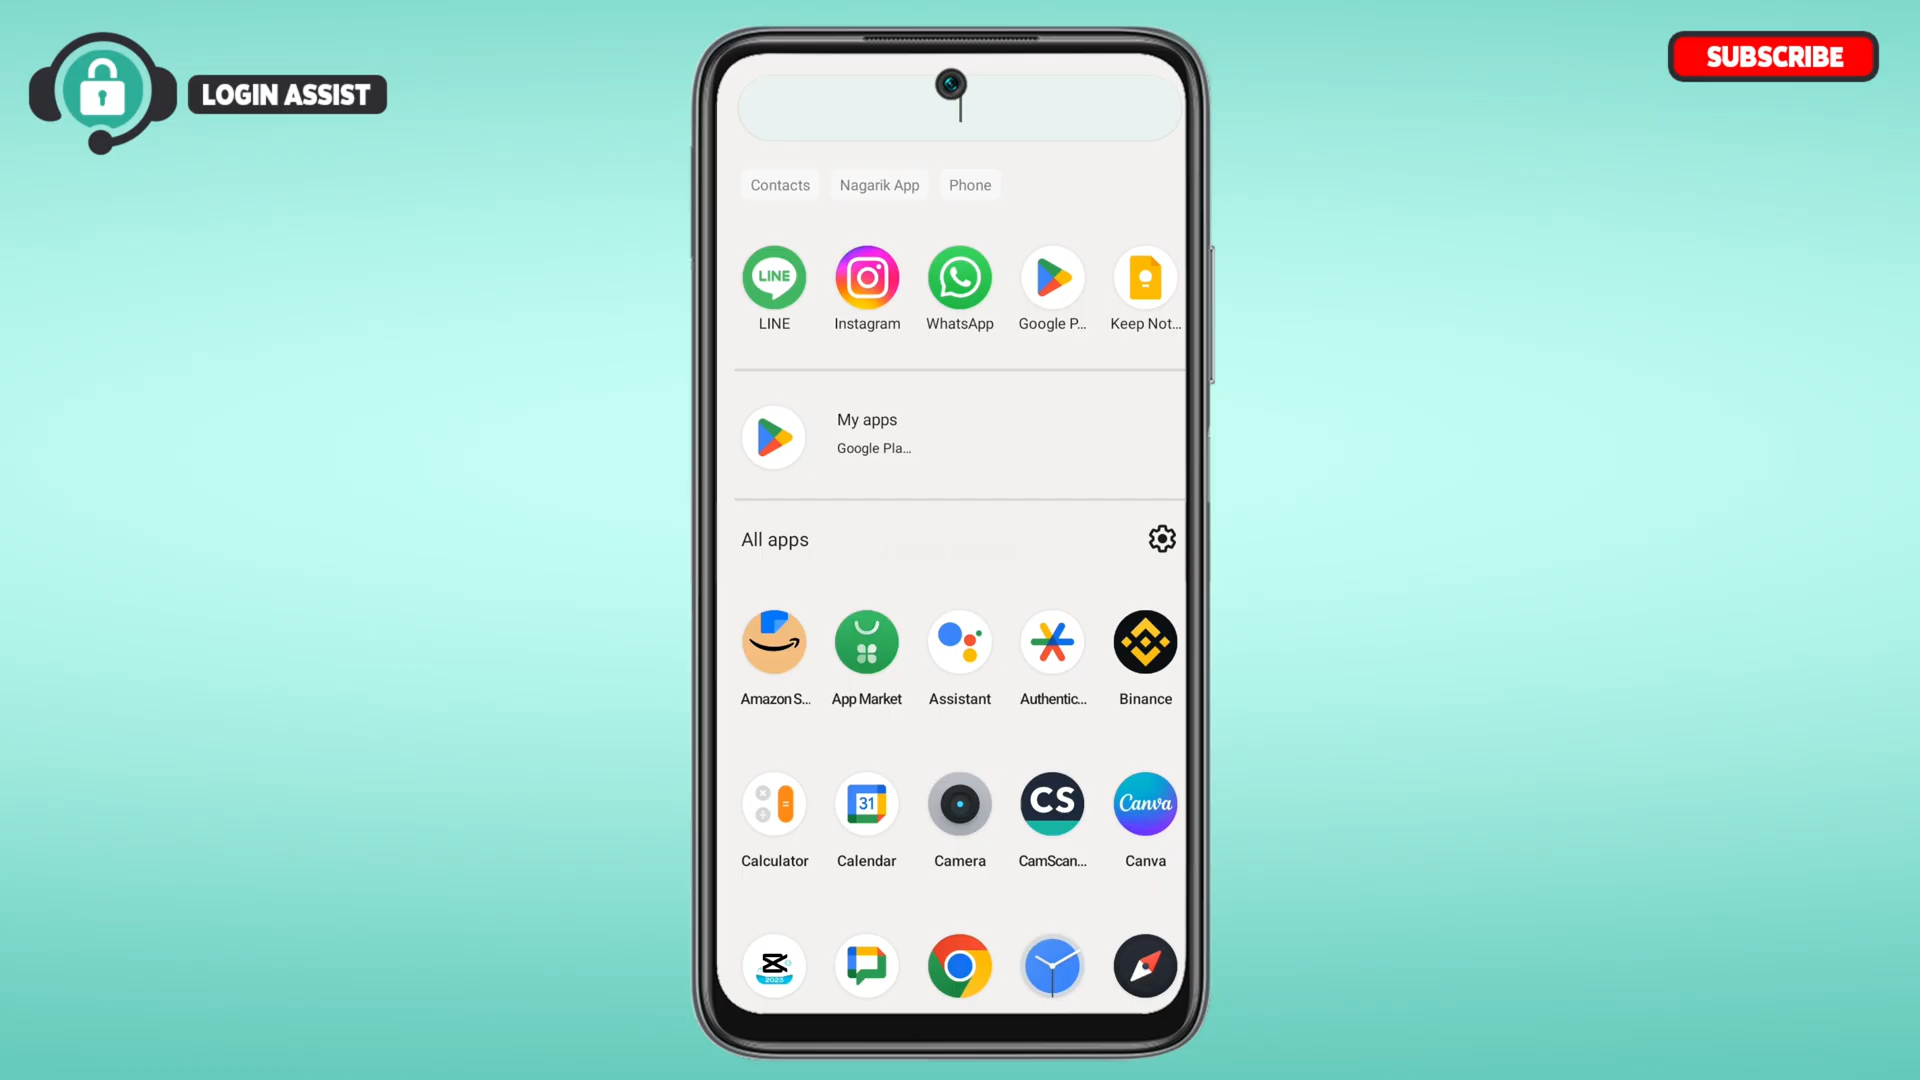 LOGIN ASSIST
SUBSCRIBE
Contacts Nagarik App Phone
LINE
LINE Instagram WhatsApp Google P... Keep Not...
My apps
Google Pla...
All apps
Amazon S... App Market Assistant Authentic... Binance
31 CS Canva
Calculator Calendar Camera CamScan... Canva
2023